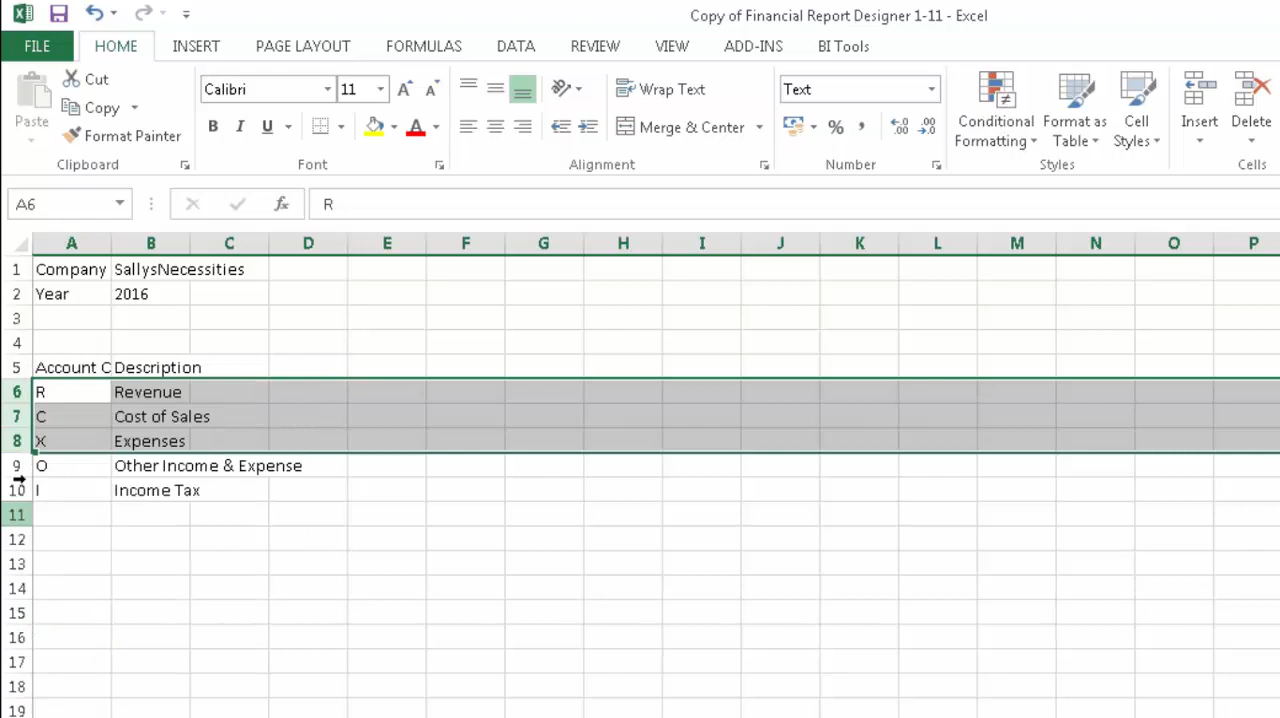 Copy of Financial Report Designer 1-11 - Excel
FILE HOME INSERT PAGE LAYOUT FORMULAS DATA REVIEW VIEW ADD-INS BI Tools
Paste
Cut
Copy
Format Painter
Clipboard
Calibri 11
B I U
Font
Wrap Text
Merge & Center
Alignment
Text
%
Number
Conditional Formatting
Format as Table
Cell Styles
Styles
Insert
Delete
Cells
A6 fx R
A B C D E F G H I J K L M N O P
1 Company SallysNecessities
2 Year 2016
3
4
5 Account C Description
6 R Revenue
7 C Cost of Sales
8 X Expenses
9 O Other Income & Expense
10 I Income Tax
11
12
13
14
15
16
17
18
19